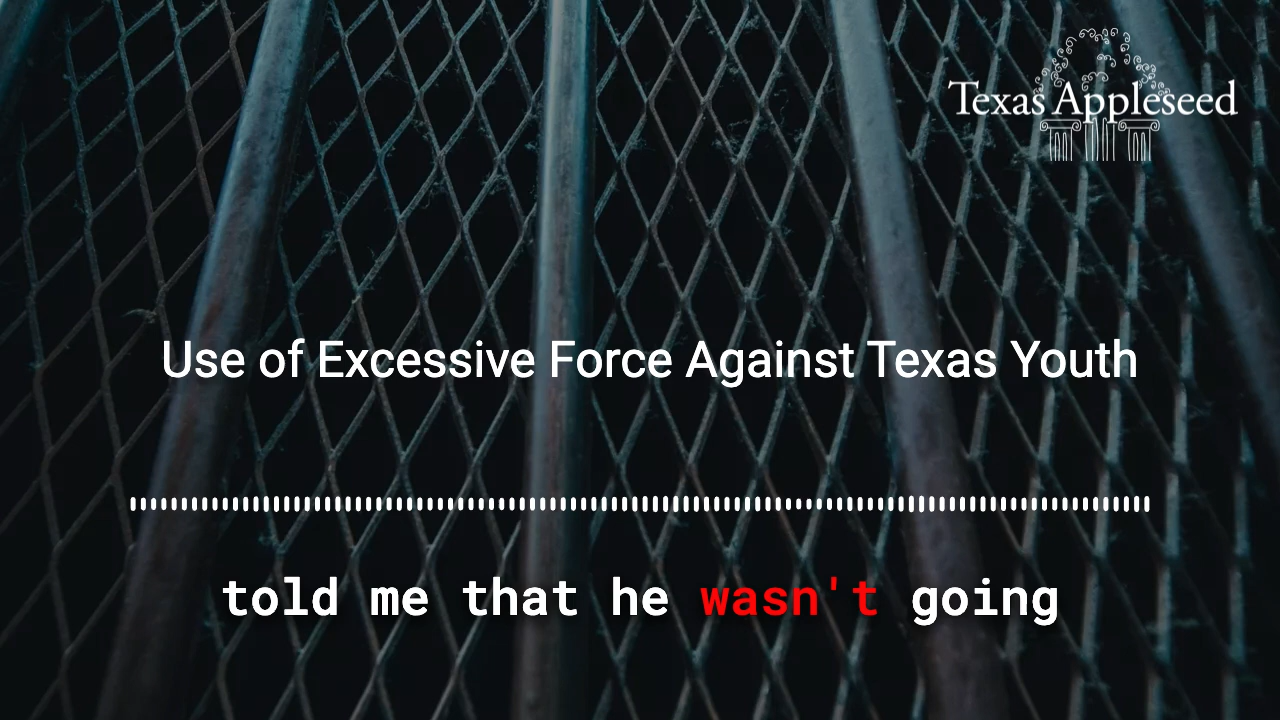 Texas Appleseed
Use of Excessive Force Against Texas Youth
told me that he wasn't going